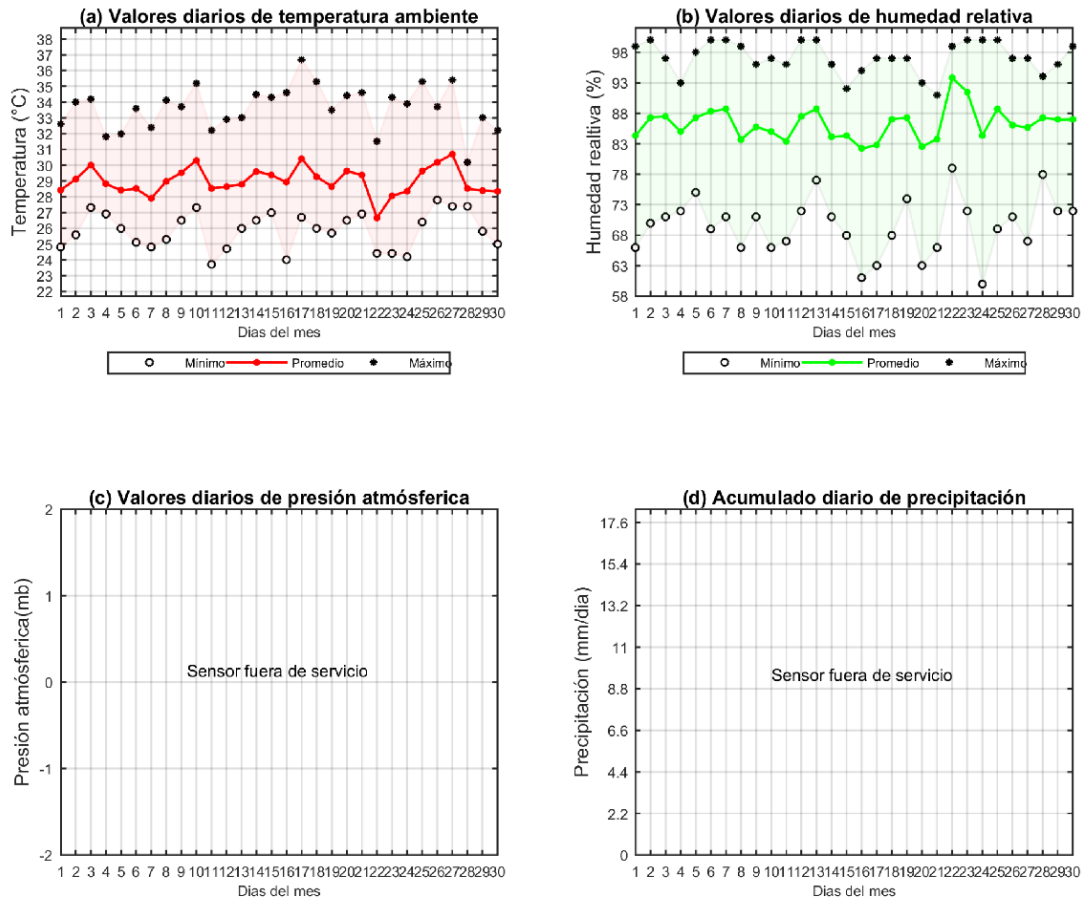 (a) Valores diarios de temperatura ambiente
38
37
36
35
34
33
32
31
30
29
28
27
26
25
24
23
22
Temperatura (°C)
1 2 3 4 5 6 7 8 9 10 11 12 13 14 15 16 17 18 19 20 21 22 23 24 25 26 27 28 29 30
Dias del mes
Mínimo Promedio Máximo
(b) Valores diarios de humedad relativa
98
93
88
83
78
73
68
63
58
Humedad realtiva (%)
1 2 3 4 5 6 7 8 9 10 11 12 13 14 15 16 17 18 19 20 21 22 23 24 25 26 27 28 29 30
Dias del mes
Mínimo Promedio Máximo
(c) Valores diarios de presión atmósferica
2
1
0
-1
-2
Presión atmósferica(mb)
Sensor fuera de servicio
1 2 3 4 5 6 7 8 9 10 11 12 13 14 15 16 17 18 19 20 21 22 23 24 25 26 27 28 29 30
Dias del mes
(d) Acumulado diario de precipitación
17.6
15.4
13.2
11
8.8
6.6
4.4
2.2
0
Precipitación (mm/dia)
Sensor fuera de servicio
1 2 3 4 5 6 7 8 9 10 11 12 13 14 15 16 17 18 19 20 21 22 23 24 25 26 27 28 29 30
Dias del mes